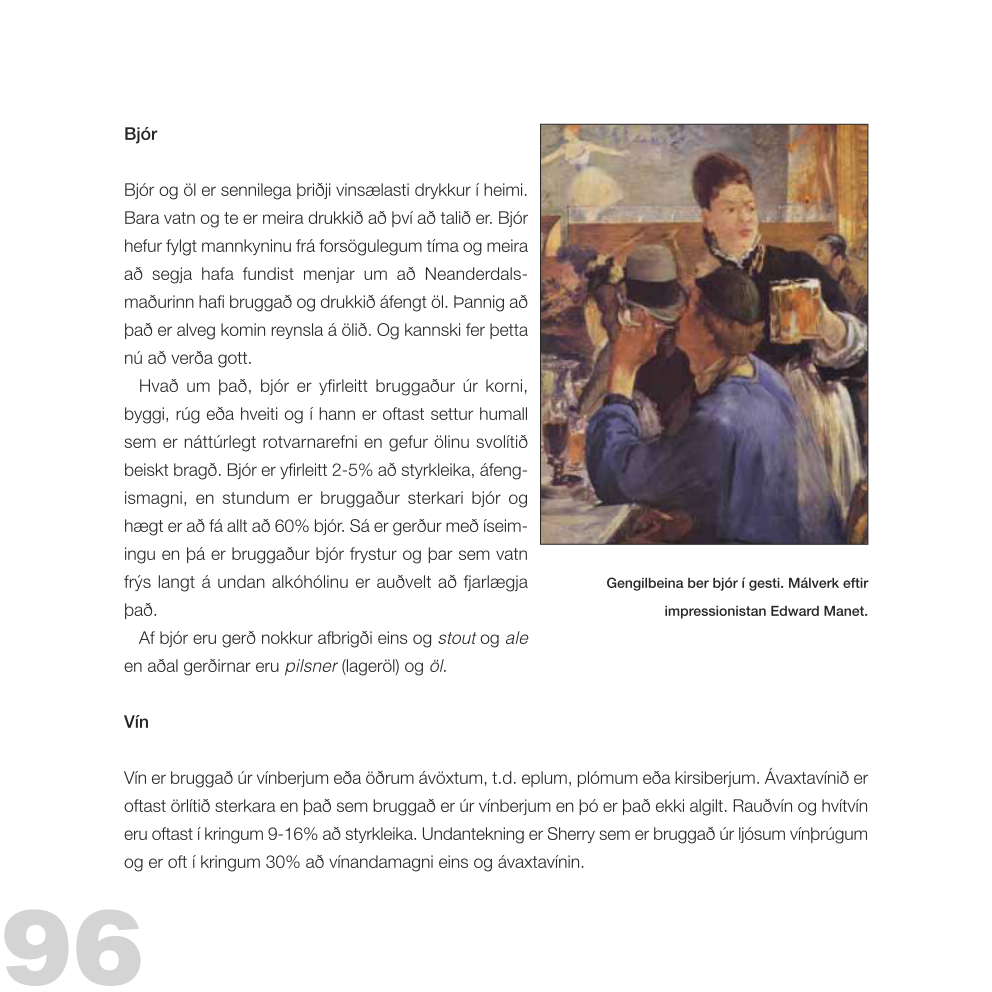 Bjór
Bjór og öl er sennilega þriðji vinsælasti drykkur í heimi.
Bara vatn og te er meira drukkið að því að talið er. Bjór
hefur fylgt mannkyninu frá forsögulegum tíma og meira
að segja hafa fundist menjar um að Neanderdals-
maðurinn hafi bruggað og drukkið áfengt öl. Þannig að
það er alveg komin reynsla á ölið. Og kannski fer þetta
nú að verða gott.
Hvað um það, bjór er yfirleitt bruggaður úr korni,
byggi, rúg eða hveiti og í hann er oftast settur humall
sem er náttúrlegt rotvarnarefni en gefur ölinu svolítið
beiskt bragð. Bjór er yfirleitt 2-5% að styrkleika, áfeng-
ismagni, en stundum er bruggaður sterkari bjór og
hægt er að fá allt að 60% bjór. Sá er gerður með íseim-
ingu en þá er bruggaður bjór frystur og þar sem vatn
frýs langt á undan alkóhólinu er auðvelt að fjarlægja
það.
Af bjór eru gerð nokkur afbrigði eins og stout og ale
en aðal gerðirnar eru pilsner (lageröl) og öl.
Gengilbeina ber bjór í gesti. Málverk eftir
impressionistan Edward Manet.
Vín
Vín er bruggað úr vínberjum eða öðrum ávöxtum, t.d. eplum, plómum eða kirsiberjum. Ávaxtavínið er
oftast örlítið sterkara en það sem bruggað er úr vínberjum en þó er það ekki algilt. Rauðvín og hvítvín
eru oftast í kringum 9-16% að styrkleika. Undantekning er Sherry sem er bruggað úr ljósum vínþrúgum
og er oft í kringum 30% að vínandamagni eins og ávaxtavínin.
96